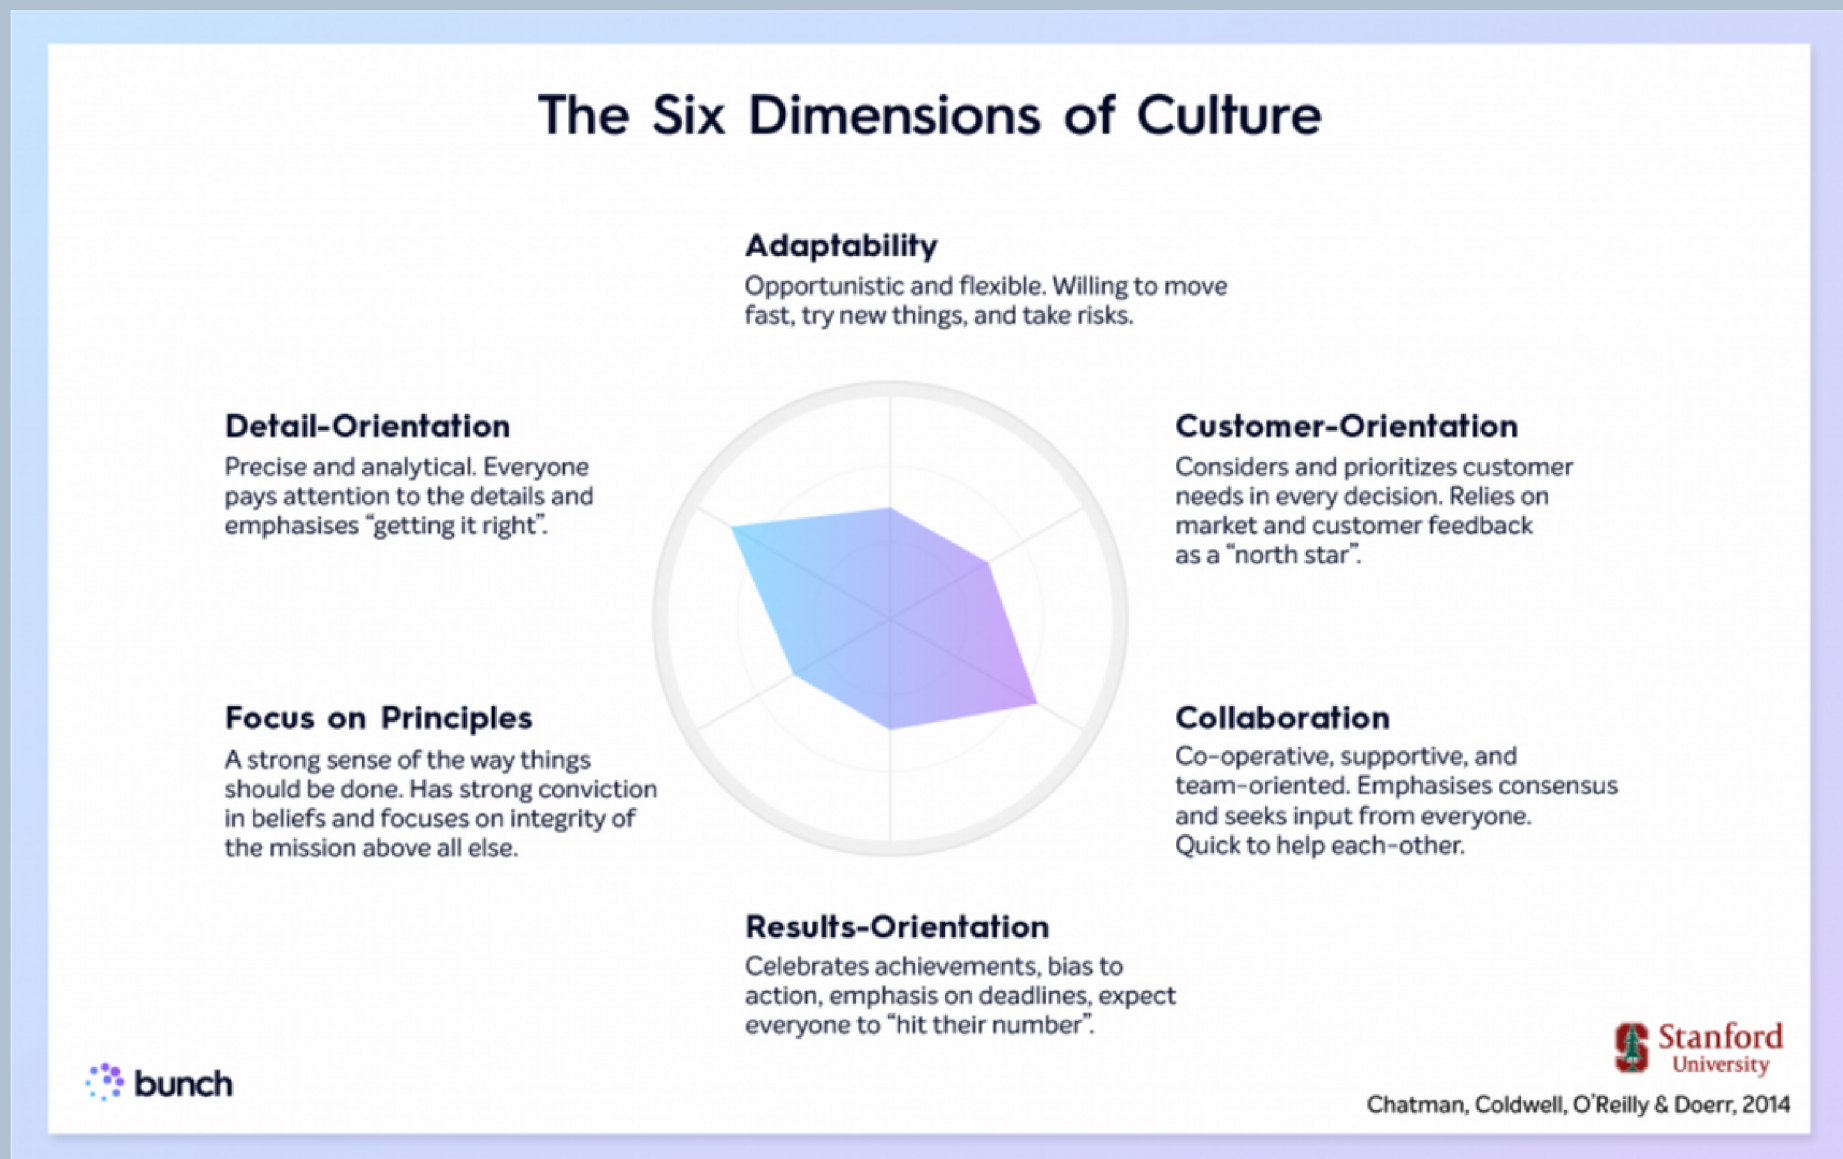 The Six Dimensions of Culture
Adaptability
Opportunistic and flexible. Willing to move
fast, try new things, and take risks.
Detail-Orientation
Precise and analytical. Everyone
pays attention to the details and
emphasises “getting it right”.
Customer-Orientation
Considers and prioritizes customer
needs in every decision. Relies on
market and customer feedback
as a “north star”.
Focus on Principles
A strong sense of the way things
should be done. Has strong conviction
in beliefs and focuses on integrity of
the mission above all else.
Collaboration
Co-operative, supportive, and
team-oriented. Emphasises consensus
and seeks input from everyone.
Quick to help each-other.
Results-Orientation
Celebrates achievements, bias to
action, emphasis on deadlines, expect
everyone to “hit their number”.
bunch
Stanford
University
Chatman, Coldwell, O’Reilly & Doerr, 2014